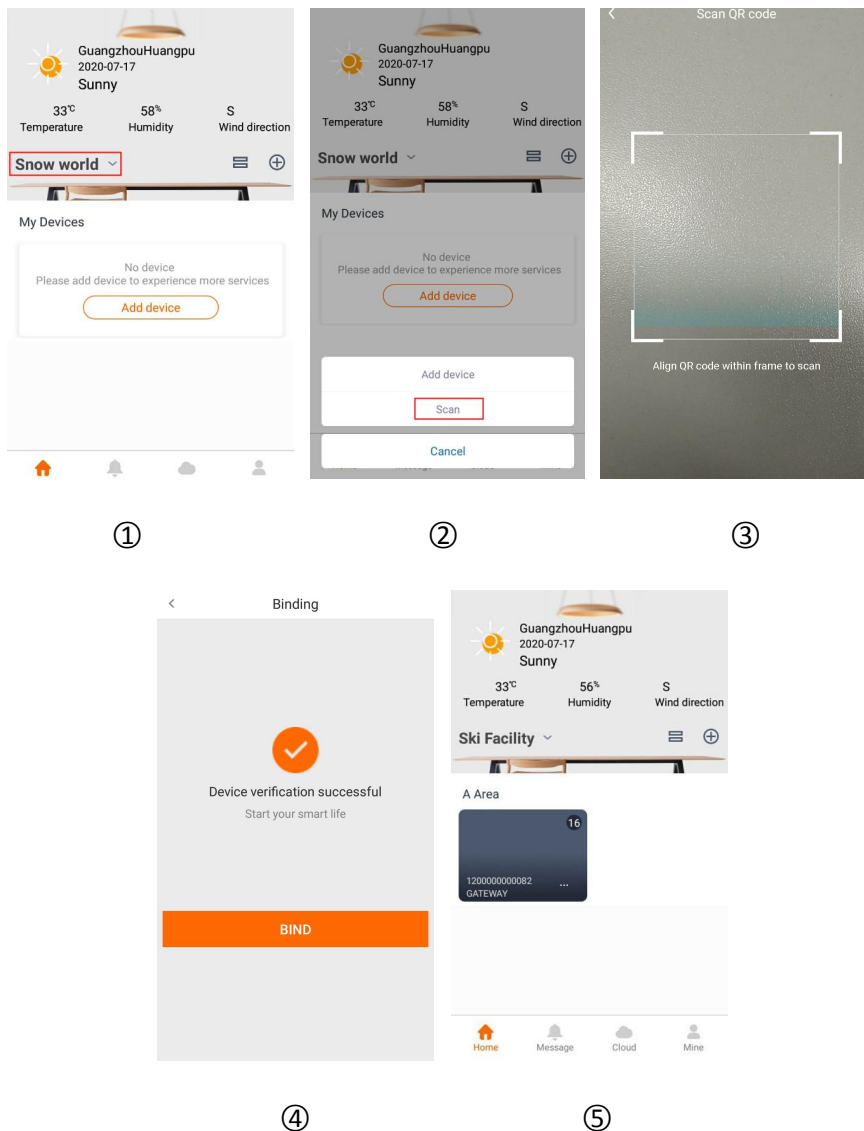 GuangzhouHuangpu
2020-07-17
Sunny
33℃ 58% S
Temperature Humidity Wind direction
Snow world
My Devices
No device
Please add device to experience more services
Add device
①
GuangzhouHuangpu
2020-07-17
Sunny
33℃ 58% S
Temperature Humidity Wind direction
Snow world
My Devices
No device
Please add device to experience more services
Add device
Add device
Scan
Cancel
②
Scan QR code
Align QR code within frame to scan
③
Binding
Device verification successful
Start your smart life
BIND
④
GuangzhouHuangpu
2020-07-17
Sunny
33℃ 56% S
Temperature Humidity Wind direction
Ski Facility
A Area
16
1200000000082 ...
GATEWAY
Home Message Cloud Mine
⑤